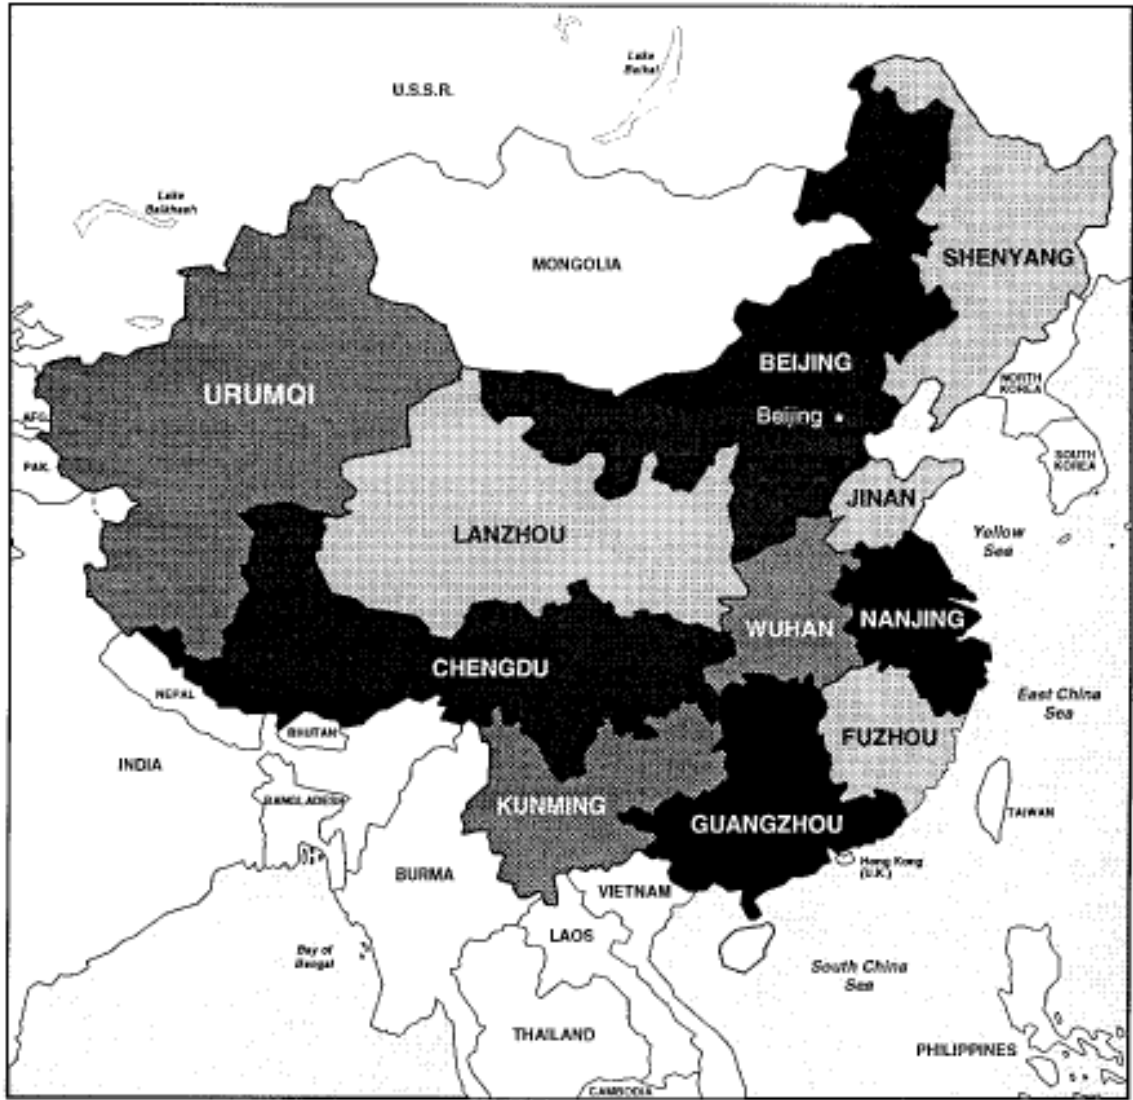 Lake
Baikal
U.S.S.R.
Lake
Balkhash
MONGOLIA
SHENYANG
BEIJING
URUMQI
NORTH
KOREA
Beijing
AFG.
SOUTH
KOREA
PAK.
JINAN
LANZHOU
Yellow
Sea
NANJING
WUHAN
CHENGDU
NEPAL
East China
Sea
BHUTAN
FUZHOU
INDIA
KUNMING
BANGLADESH
TAIWAN
GUANGZHOU
Hong Kong
(U.K.)
BURMA
VIETNAM
LAOS
Bay of
Bengal
South China
Sea
THAILAND
PHILIPPINES
CAMBODIA